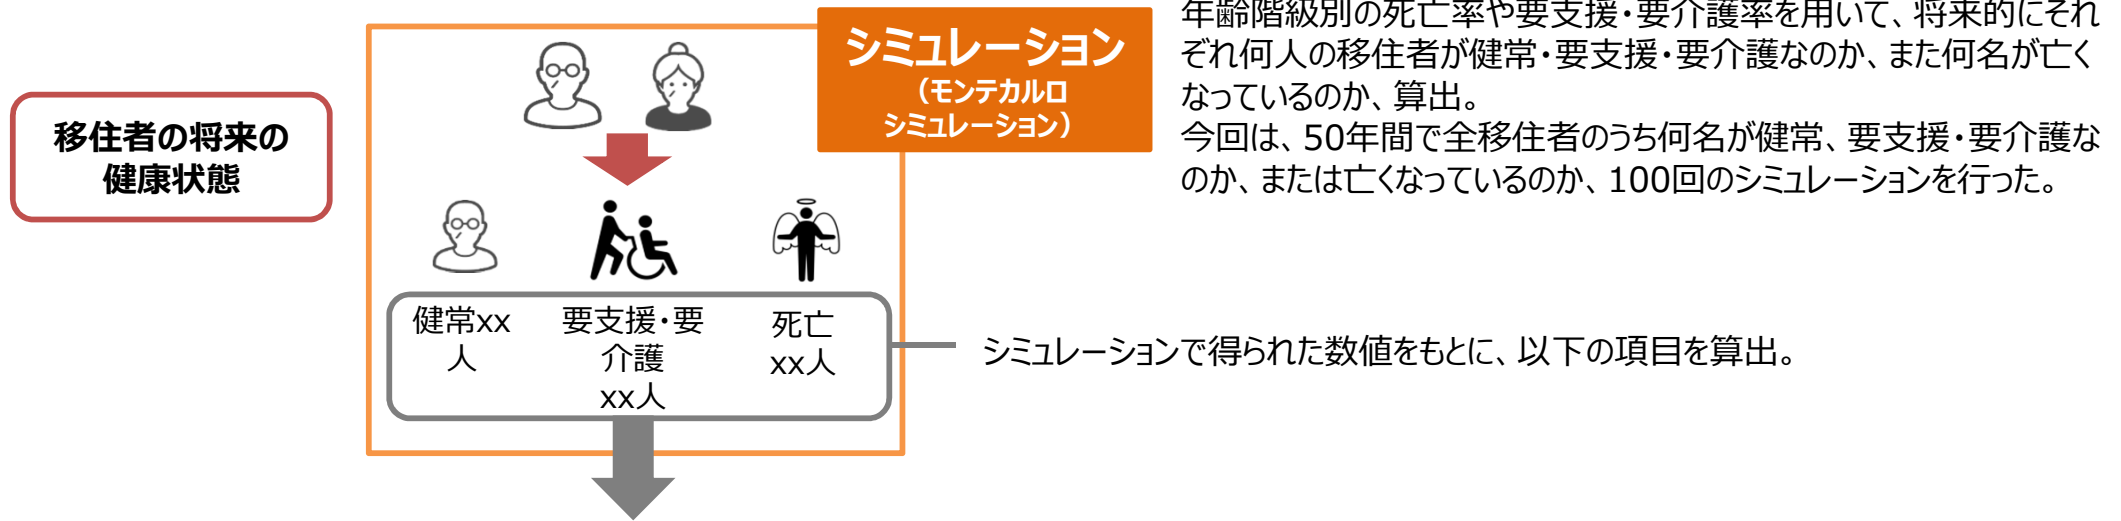 移住者の将来の
健康状態
シミュレーション
（モンテカルロ
シミュレーション）
健常xx
人
要支援・要
介護
xx人
死亡
xx人
年齢階級別の死亡率や要支援・要介護率を用いて、将来的にそれ
ぞれ何人の移住者が健常・要支援・要介護なのか、また何名が亡く
なっているのか、算出。
今回は、50年間で全移住者のうち何名が健常、要支援・要介護な
のか、または亡くなっているのか、100回のシミュレーションを行った。
シミュレーションで得られた数値をもとに、以下の項目を算出。